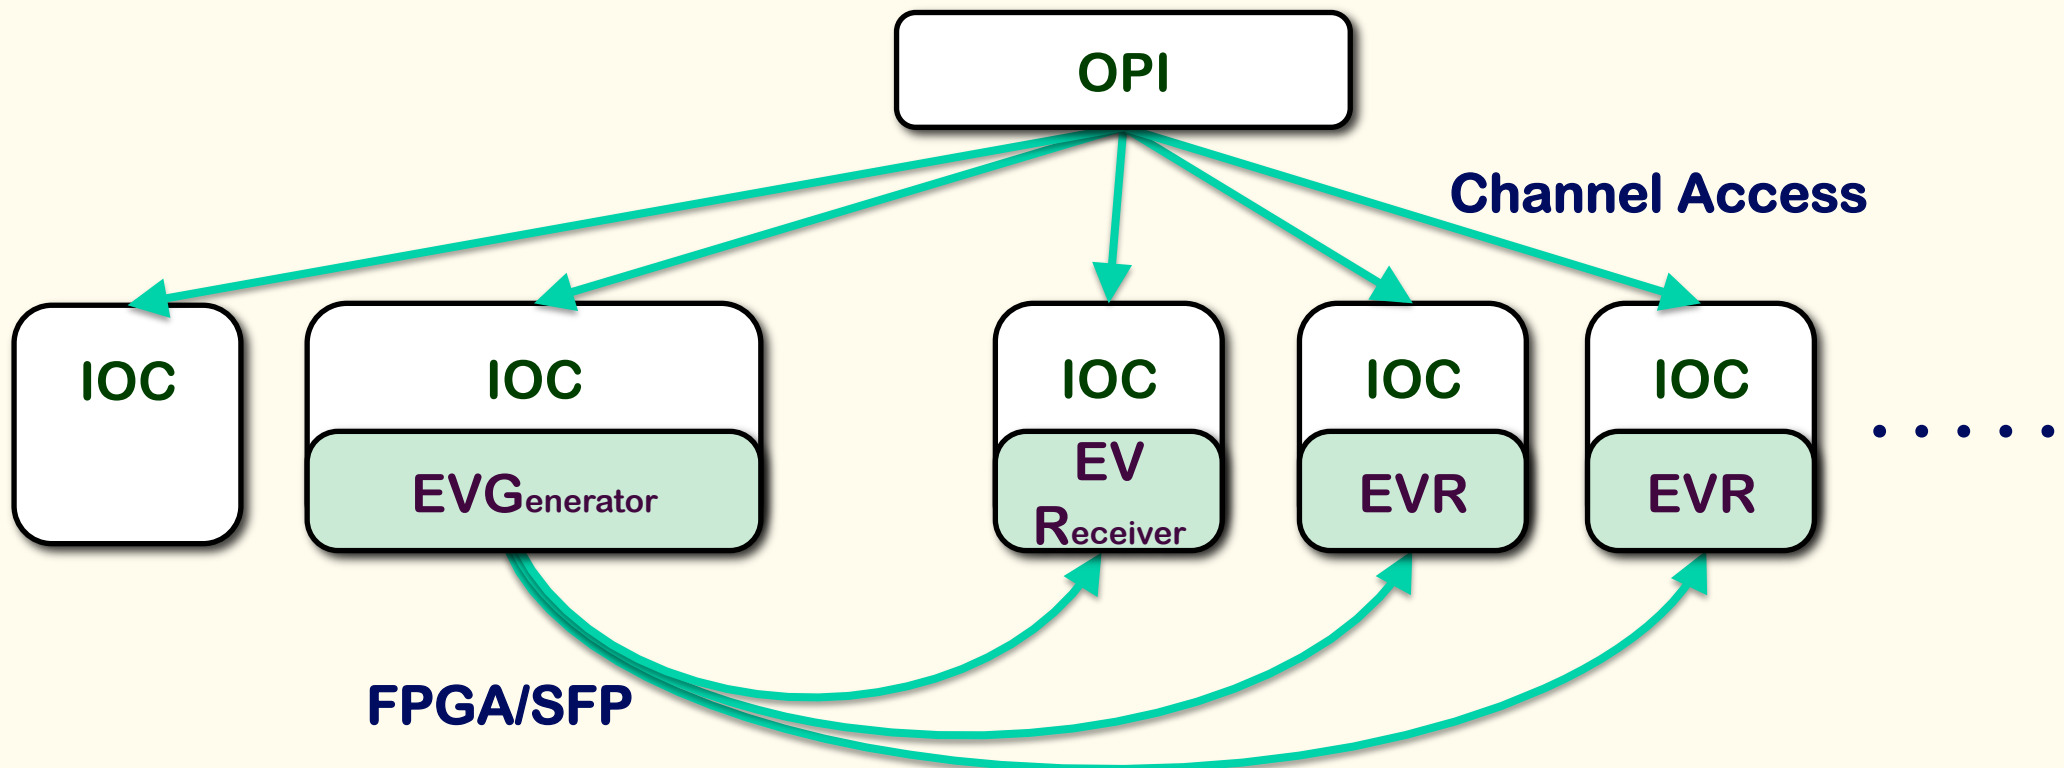 OPI
Channel Access
IOC
IOC
IOC
IOC
IOC
EVGenerator
EV
Receiver
EVR
EVR
.....
FPGA/SFP